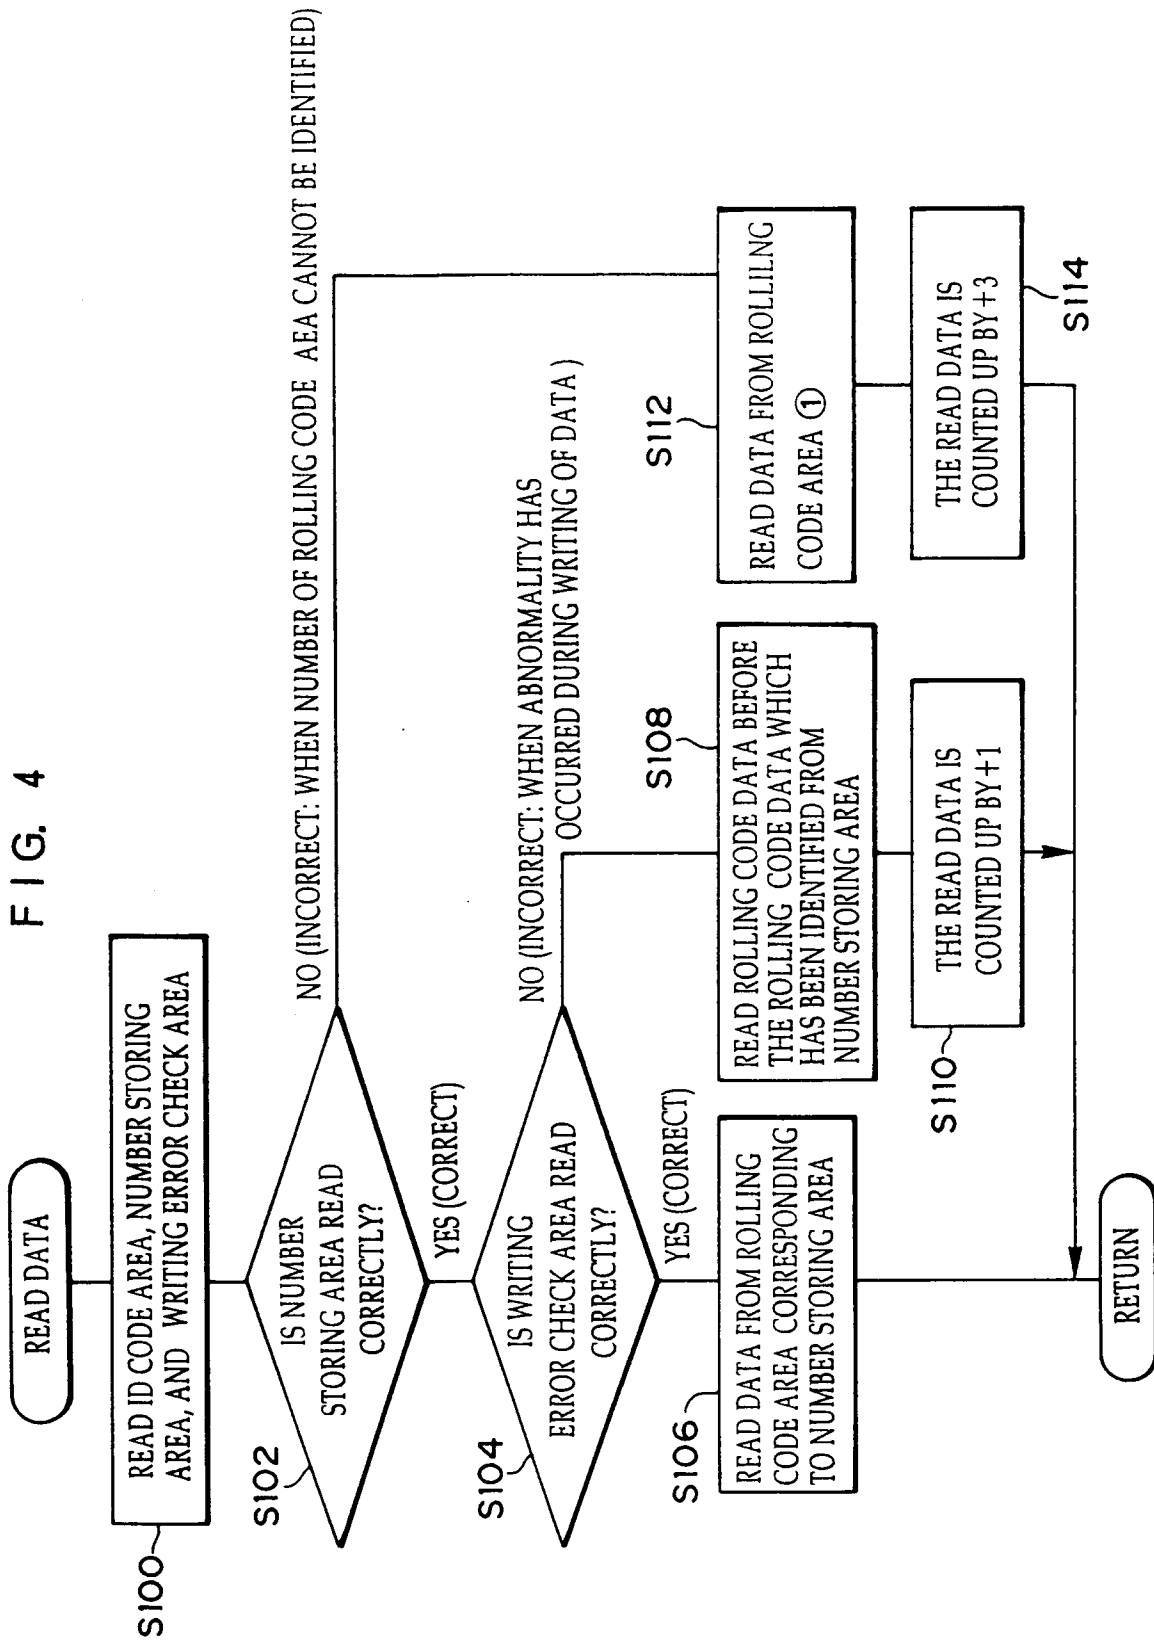 FIG. 4
READ DATA
S100
READ ID CODE AREA, NUMBER STORING
AREA, AND WRITING ERROR CHECK AREA
S102
IS NUMBER
STORING AREA READ
CORRECTLY?
NO (INCORRECT: WHEN NUMBER OF ROLLING CODE AEA CANNOT BE IDENTIFIED)
YES (CORRECT)
S104
IS WRITING
ERROR CHECK AREA READ
CORRECTLY?
NO (INCORRECT: WHEN ABNORMALITY HAS
OCCURRED DURING WRITING OF DATA)
YES (CORRECT)
S106
READ DATA FROM ROLLING
CODE AREA CORRESPONDING
TO NUMBER STORING AREA
S108
READ ROLLING CODE DATA BEFORE
THE ROLLING CODE DATA WHICH
HAS BEEN IDENTIFIED FROM
NUMBER STORING AREA
S112
READ DATA FROM ROLLILNG
CODE AREA ①
S110
THE READ DATA IS
COUNTED UP BY+1
THE READ DATA IS
COUNTED UP BY+3
S114
RETURN